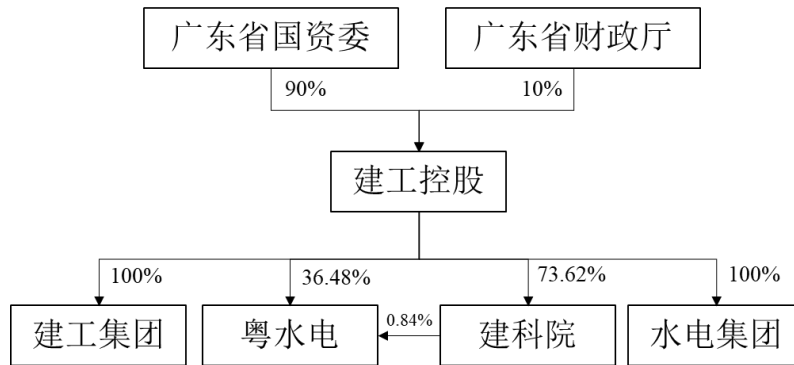 广东省国资委
广东省财政厅
90%
10%
建工控股
100%
36.48%
73.62%
100%
建工集团
粤水电
0.84%
建科院
水电集团